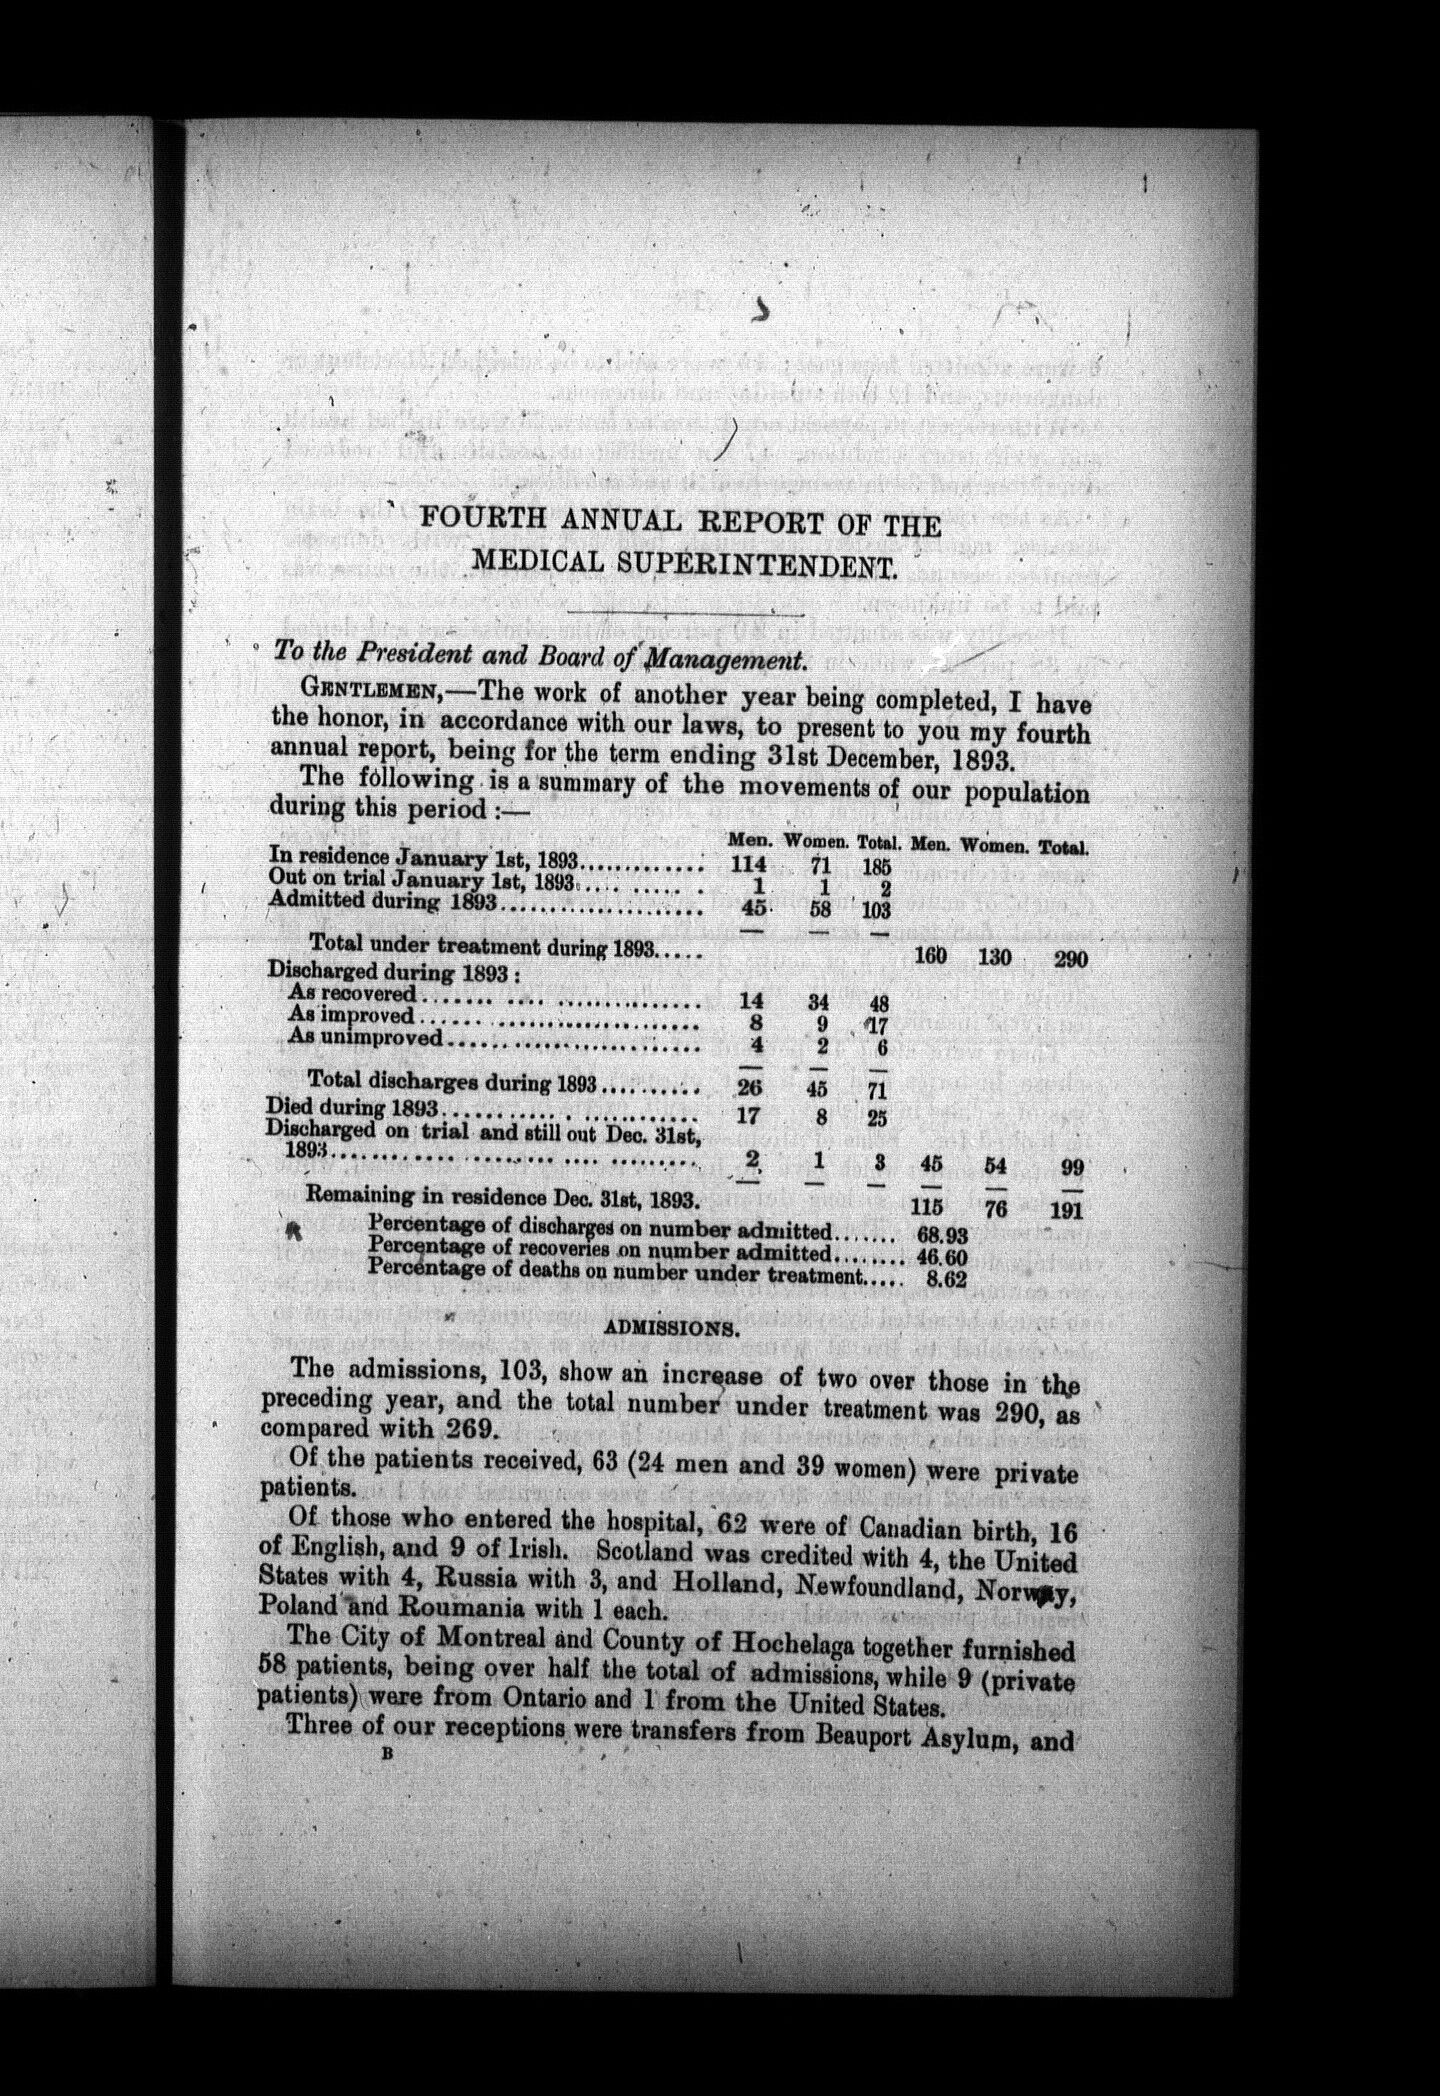 FOURTH ANNUAL REPORT OF THE
MEDICAL SUPERINTENDENT.
To the President and Board of Management.
GENTLEMEN,—The work of another year being completed, I have
the honor, in accordance with our laws, to present to you my fourth
annual report, being for the term ending 31st December, 1893.
The following is a summary of the movements of our population
during this period :—
Men. Women. Total. Men. Women. Total.
In residence January 1st, 1893............. 114 71 185
Out on trial January 1st, 1893..... ...... . 1 1 2
Admitted during 1893..................... 45 58 103
Total under treatment during 1893..... 160 130 290
Discharged during 1893 :
As recovered....... .... ............... 14 34 48
As improved...... ..................... 8 9 17
As unimproved.......................... 4 2 6
Total discharges during 1893.......... 26 45 71
Died during 1893............ . ............ 17 8 25
Discharged on trial and still out Dec. 31st,
1893..... .... ......... .... ......... 2 1 3 45 54 99
Remaining in residence Dec. 31st, 1893. 115 76 191
Percentage of discharges on number admitted....... 68.93
Percentage of recoveries on number admitted........ 46.60
Percentage of deaths on number under treatment..... 8.62
ADMISSIONS.
The admissions, 103, show an increase of two over those in the
preceding year, and the total number under treatment was 290, as
compared with 269.
Of the patients received, 63 (24 men and 39 women) were private
patients.
Of those who entered the hospital, 62 were of Canadian birth, 16
of English, and 9 of Irish. Scotland was credited with 4, the United
States with 4, Russia with 3, and Holland, Newfoundland, Norway,
Poland and Roumania with 1 each.
The City of Montreal and County of Hochelaga together furnished
58 patients, being over half the total of admissions, while 9 (private
patients) were from Ontario and 1 from the United States.
Three of our receptions were transfers from Beauport Asylum, and
B